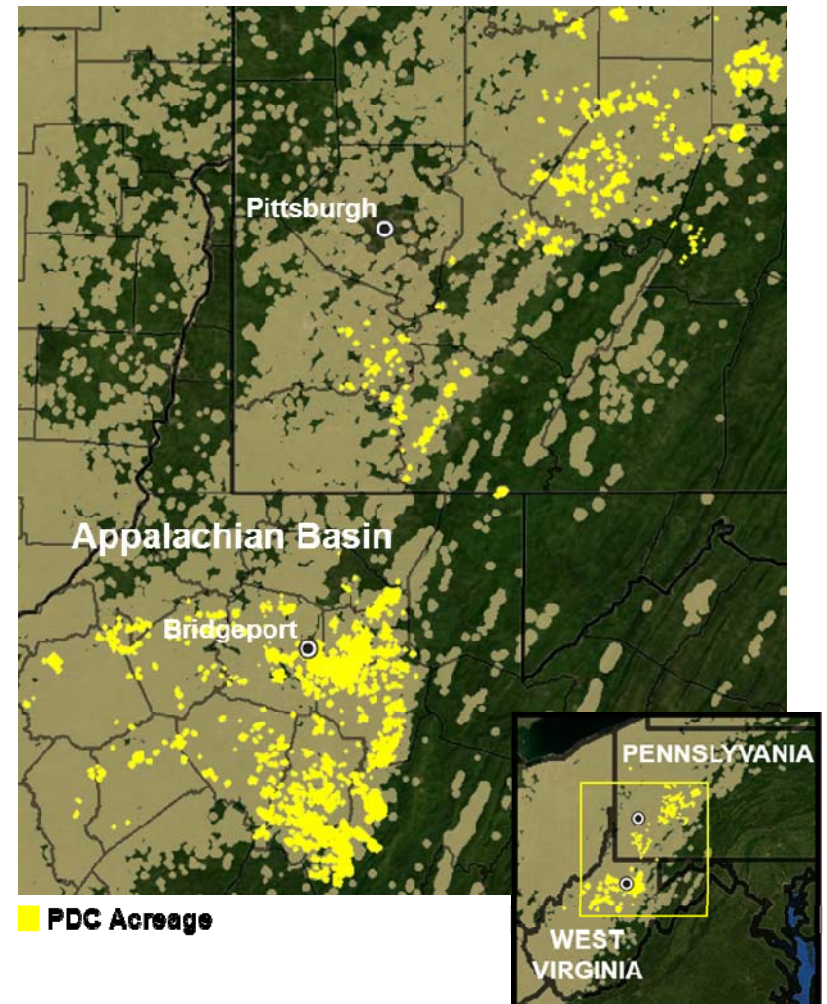 Pittsburgh
Appalachian Basin
Bridgeport
PENNSLYVANIA
WEST
VIRGINIA
PDC Acreage